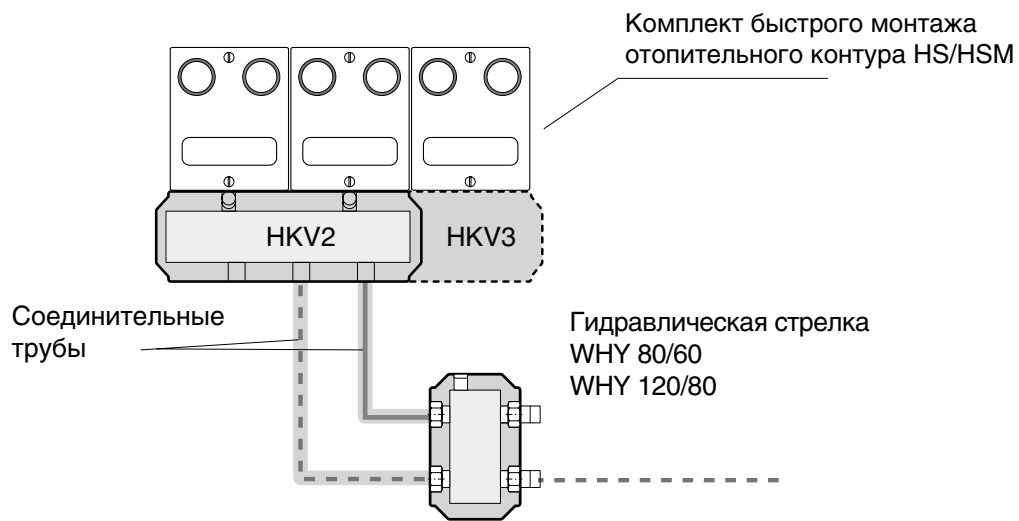 Комплект быстрого монтажа
отопительного контура HS/HSM
HKV2
HKV3
Соединительные
трубы
Гидравлическая стрелка
WHY 80/60
WHY 120/80